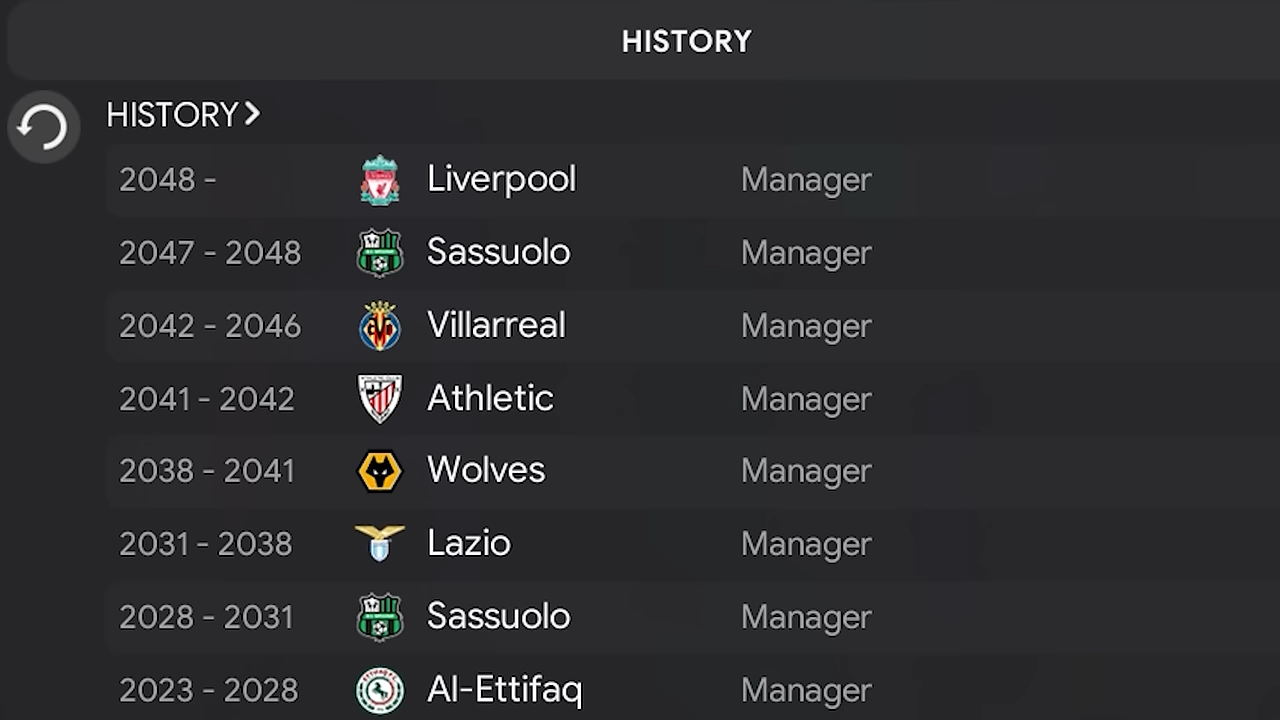 HISTORY
HISTORY >
2048 - Liverpool Manager
2047 - 2048 Sassuolo Manager
2042 - 2046 Villarreal Manager
2041 - 2042 Athletic Manager
2038 - 2041 Wolves Manager
2031 - 2038 Lazio Manager
2028 - 2031 Sassuolo Manager
2023 - 2028 Al-Ettifaq Manager